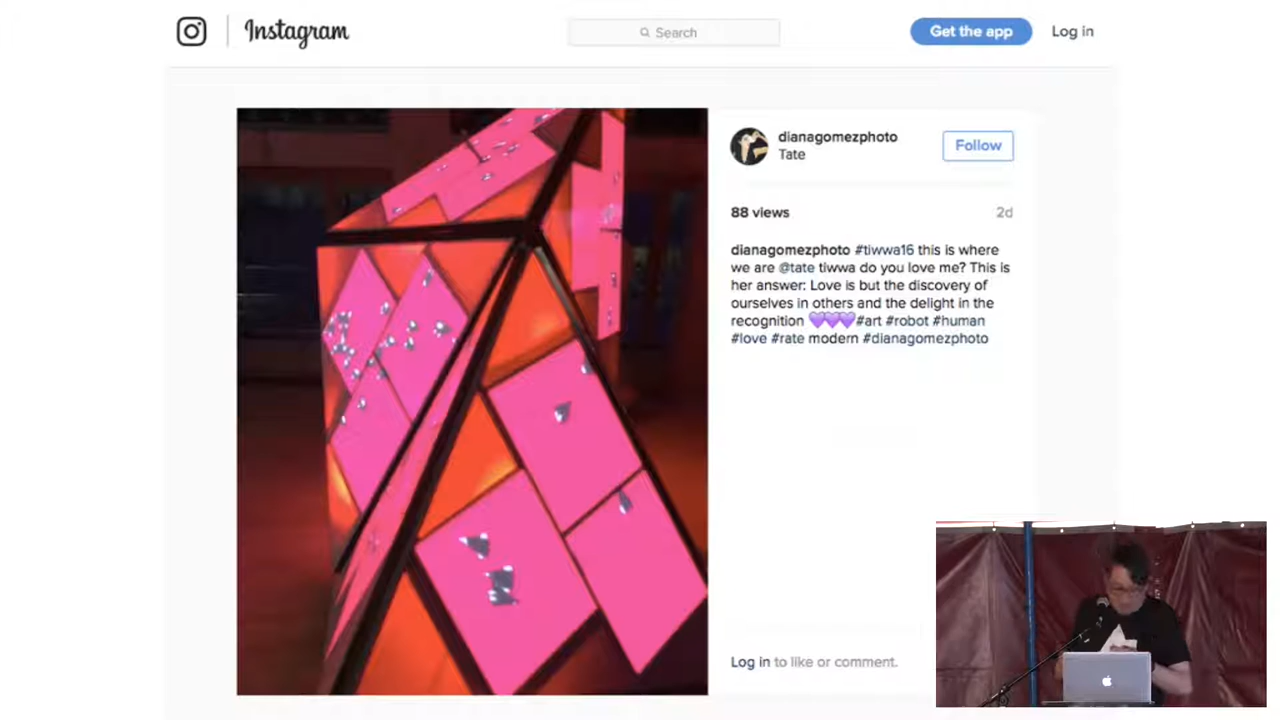 Instagram
Search
Get the app
Log in
dianagomezphoto
Tate
Follow
88 views
2d
dianagomezphoto #tiwwa16 this is where
we are @tate tiwwa do you love me? This is
her answer: Love is but the discovery of
ourselves in others and the delight in the
recognition 💜💜💜#art #robot #human
#love #rate modern #dianagomezphoto
Log in to like or comment.